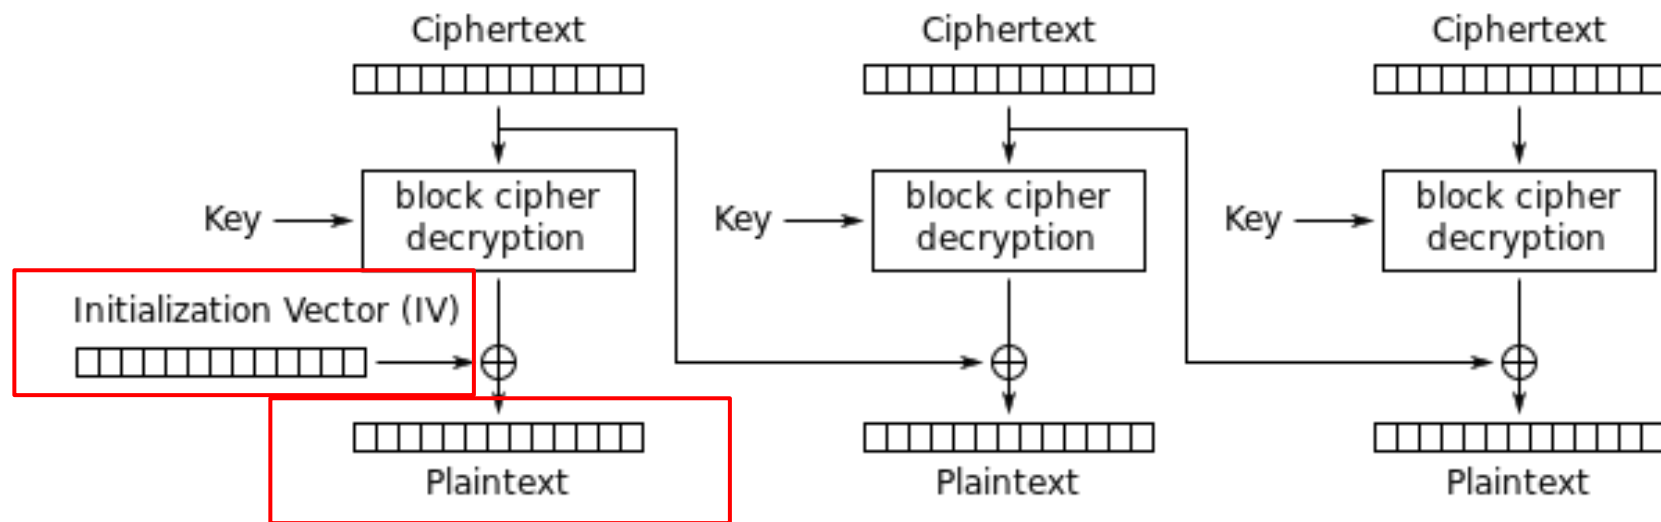 Ciphertext
Ciphertext
Ciphertext
block cipher
decryption
block cipher
decryption
block cipher
decryption
Key
Key
Key
Initialization Vector (IV)
Plaintext
Plaintext
Plaintext